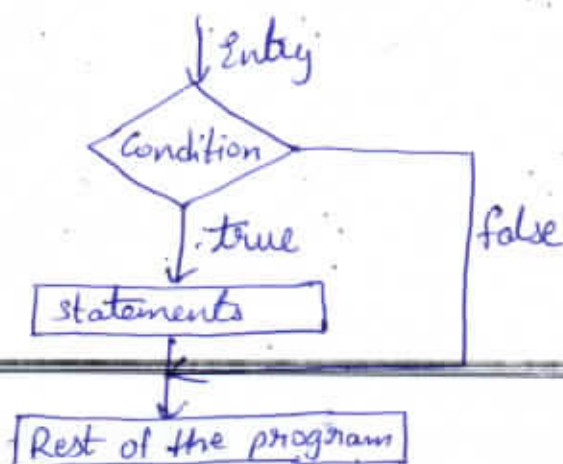 Entry
Condition
true
false
statements
Rest of the program